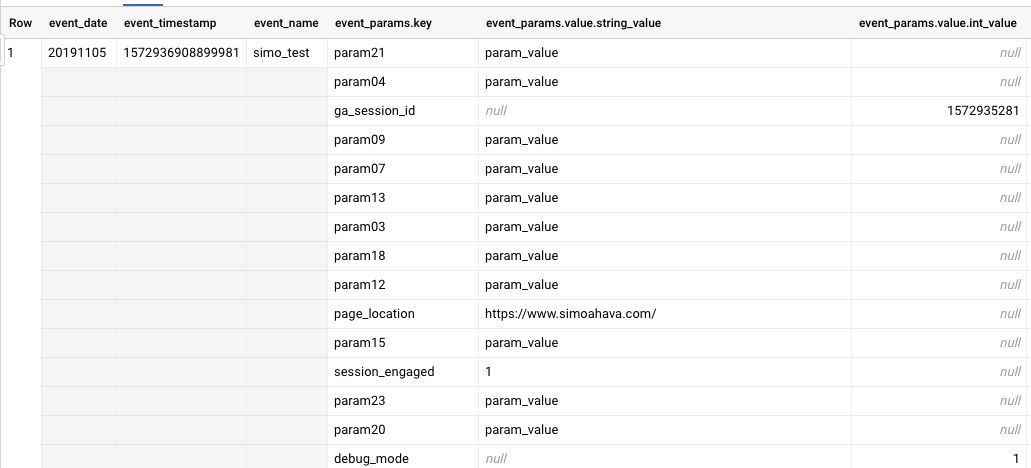 Row event_date event_timestamp event_name event_params.key event_params.value.string_value event_params.value.int_value
1 20191105 1572936908899981 simo_test param21 param_value null
param04 param_value null
ga_session_id null 1572935281
param09 param_value null
param07 param_value null
param13 param_value null
param03 param_value null
param18 param_value null
param12 param_value null
page_location https://www.simoahava.com/ null
param15 param_value null
session_engaged 1 null
param23 param_value null
param20 param_value null
debug_mode null 1